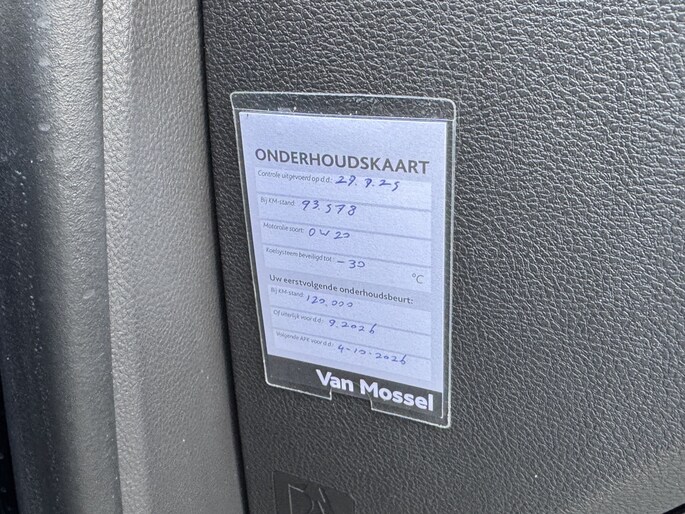 ONDERHOUDSKAART
Controle uitgevoerd op d.d.: 29.9.25
Bij KM-stand: 93.578
Motorolie soort: 0W20
Koelsysteem beveiligd tot: -30 °C
Uw eerstvolgende onderhoudsbeurt:
Bij KM-stand: 120.000
Of uiterlijk voor d.d.: 9.2026
Volgende APK voor d.d.: 4-10-2026
Van Mossel